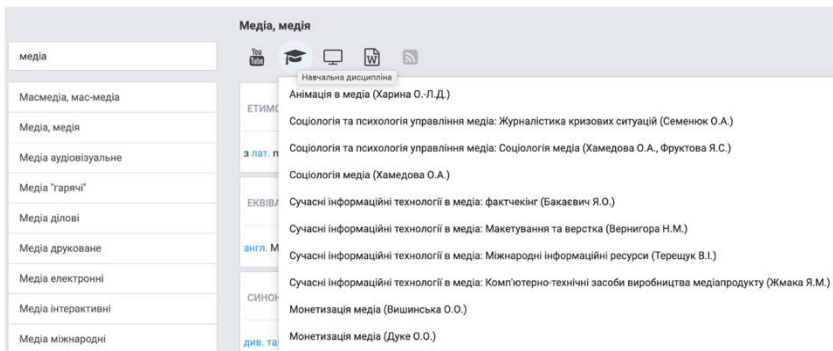 Медіа, медія
медіа
You Tube
W
Навчальна дисципліна
Масмедіа, мас-медіа
Медіа, медія
Медіа аудіовізуальне
Медіа "гарячі"
Медіа ділові
Медіа друковане
Медіа електронні
Медіа інтерактивні
Медіа міжнародні
з лат.
англ. М
див. та
Анімація в медіа (Харина О.-Л.Д.)
Соціологія та психологія управління медіа: Журналістика кризових ситуацій (Семенюк О.А.)
Соціологія та психологія управління медіа: Соціологія медіа (Хамедова О.А., Фруктова Я.С.)
Соціологія медіа (Хамедова О.А.)
Сучасні інформаційні технології в медіа: фактчекінг (Бакаєвич Я.О.)
Сучасні інформаційні технології в медіа: Макетування та верстка (Вернигора Н.М.)
Сучасні інформаційні технології в медіа: Міжнародні інформаційні ресурси (Терещук В.І.)
Сучасні інформаційні технології в медіа: Комп'ютерно-технічні засоби виробництва медіапродукту (Жмака Я.М.)
Монетизація медіа (Вишинська О.О.)
Монетизація медіа (Дуке О.О.)